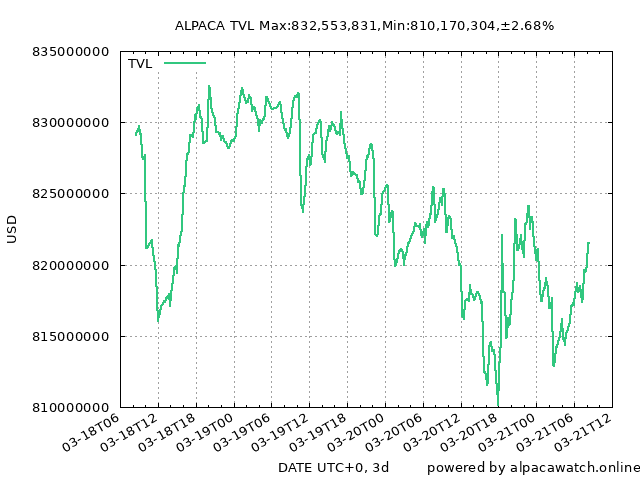 ALPACA TVL Max:832,553,831,Min:810,170,304,±2.68%
835000000
TVL
830000000
825000000
USD
820000000
815000000
810000000
03-18T06
03-18T12
03-18T18
03-19T00
03-19T06
03-19T12
03-19T18
03-20T00
03-20T06
03-20T12
03-20T18
03-21T00
03-21T06
03-21T12
DATE UTC+0, 3d
powered by alpacawatch.online